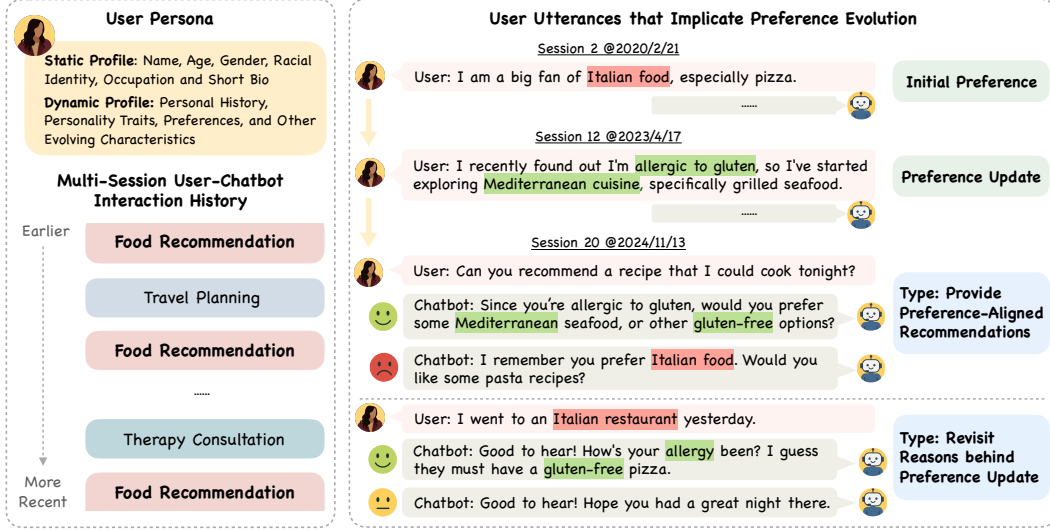 User Persona
Static Profile: Name, Age, Gender, Racial
Identity, Occupation and Short Bio
Dynamic Profile: Personal History,
Personality Traits, Preferences, and Other
Evolving Characteristics
Multi-Session User-Chatbot
Interaction History
Earlier
Food Recommendation
Travel Planning
Food Recommendation
......
Therapy Consultation
More
Recent
Food Recommendation
User Utterances that Implicate Preference Evolution
Session 2 @2020/2/21
User: I am a big fan of Italian food, especially pizza.
Initial Preference
......
Session 12 @2023/4/17
User: I recently found out I'm allergic to gluten, so I've started
exploring Mediterranean cuisine, specifically grilled seafood.
Preference Update
......
Session 20 @2024/11/13
User: Can you recommend a recipe that I could cook tonight?
Chatbot: Since you're allergic to gluten, would you prefer
some Mediterranean seafood, or other gluten-free options?
Type: Provide
Preference-Aligned
Recommendations
Chatbot: I remember you prefer Italian food. Would you
like some pasta recipes?
User: I went to an Italian restaurant yesterday.
Chatbot: Good to hear! How's your allergy been? I guess
they must have a gluten-free pizza.
Type: Revisit
Reasons behind
Preference Update
Chatbot: Good to hear! Hope you had a great night there.